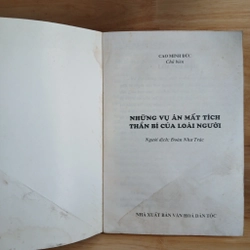 CAO MINH ĐỨC
Chủ biên
NHỮNG VỤ ÁN MẤT TÍCH
THẦN BÍ CỦA LOÀI NGƯỜI
Người dịch: Đoàn Như Trác
NHÀ XUẤT BẢN VĂN HÓA DÂN TỘC